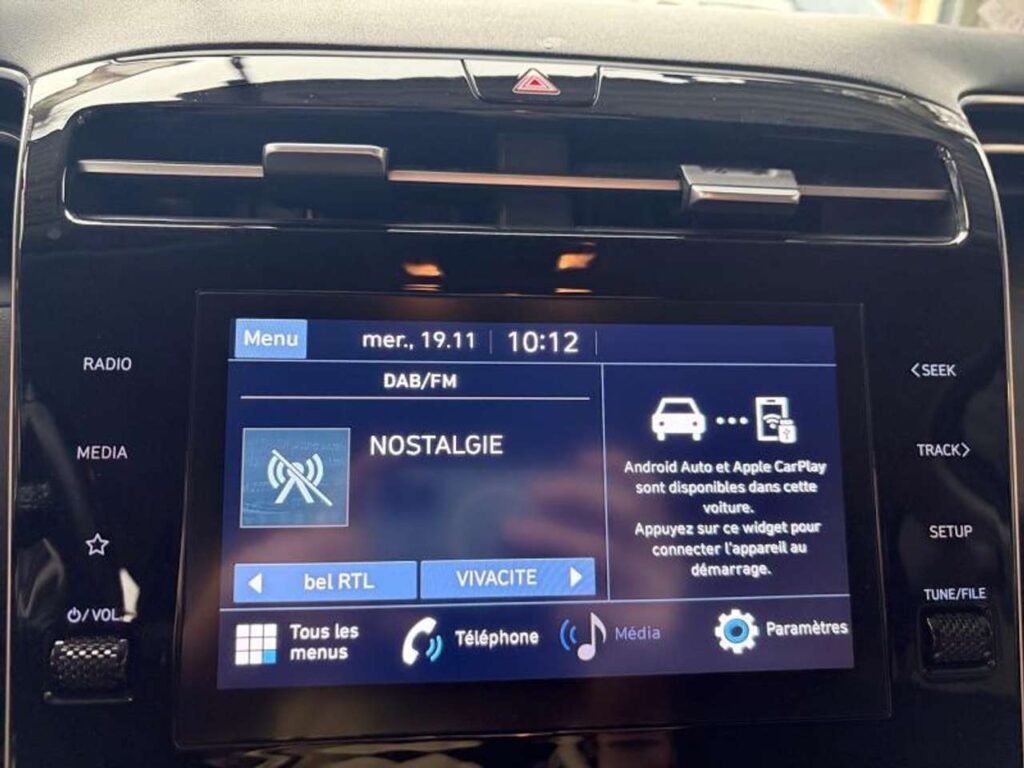 RADIO
MEDIA
⏻/VOL
Menu
mer., 19.11
10:12
DAB/FM
NOSTALGIE
bel RTL
VIVACITE
Android Auto et Apple CarPlay
sont disponibles dans cette
voiture.
Appuyez sur ce widget pour
connecter l'appareil au
démarrage.
Tous les
menus
Téléphone
Média
Paramètres
<SEEK
TRACK>
SETUP
TUNE/FILE